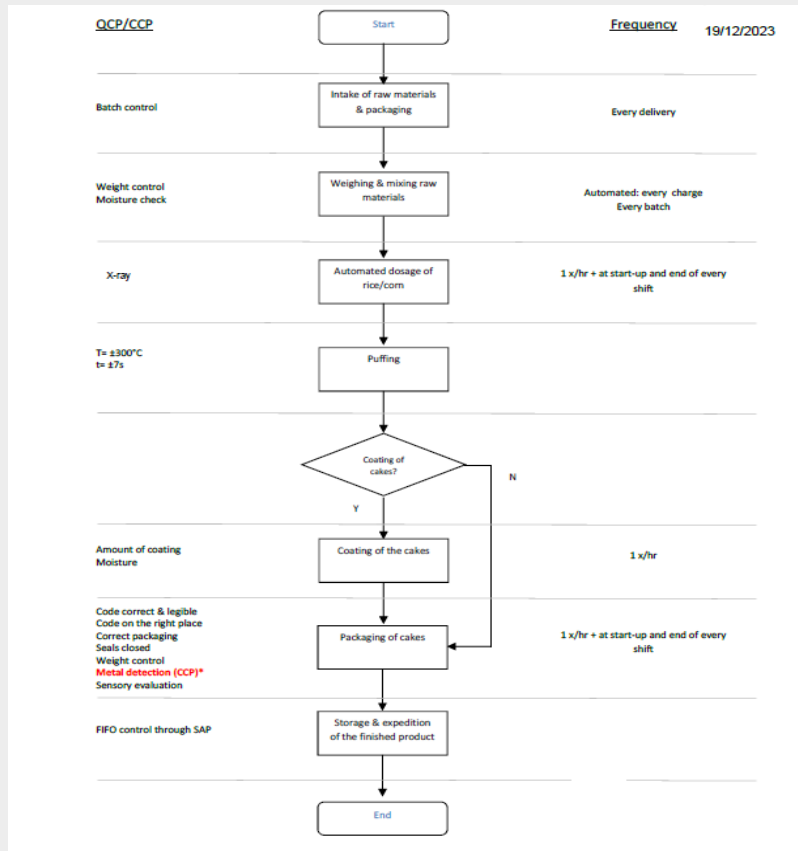 QCP/CCP
Start
Frequency
19/12/2023
Batch control
Intake of raw materials
& packaging
Every delivery
Weight control
Moisture check
Weighing & mixing raw
materials
Automated: every charge
Every batch
X-ray
Automated dosage of
rice/corn
1 x/hr + at start-up and end of every
shift
T= ±300°C
t= ±7s
Puffing
Coating of
cakes?
N
Y
Amount of coating
Moisture
Coating of the cakes
1 x/hr
Code correct & legible
Code on the right place
Correct packaging
Seals closed
Weight control
Metal detection (CCP)*
Sensory evaluation
Packaging of cakes
1 x/hr + at start-up and end of every
shift
FIFO control through SAP
Storage & expedition
of the finished product
End